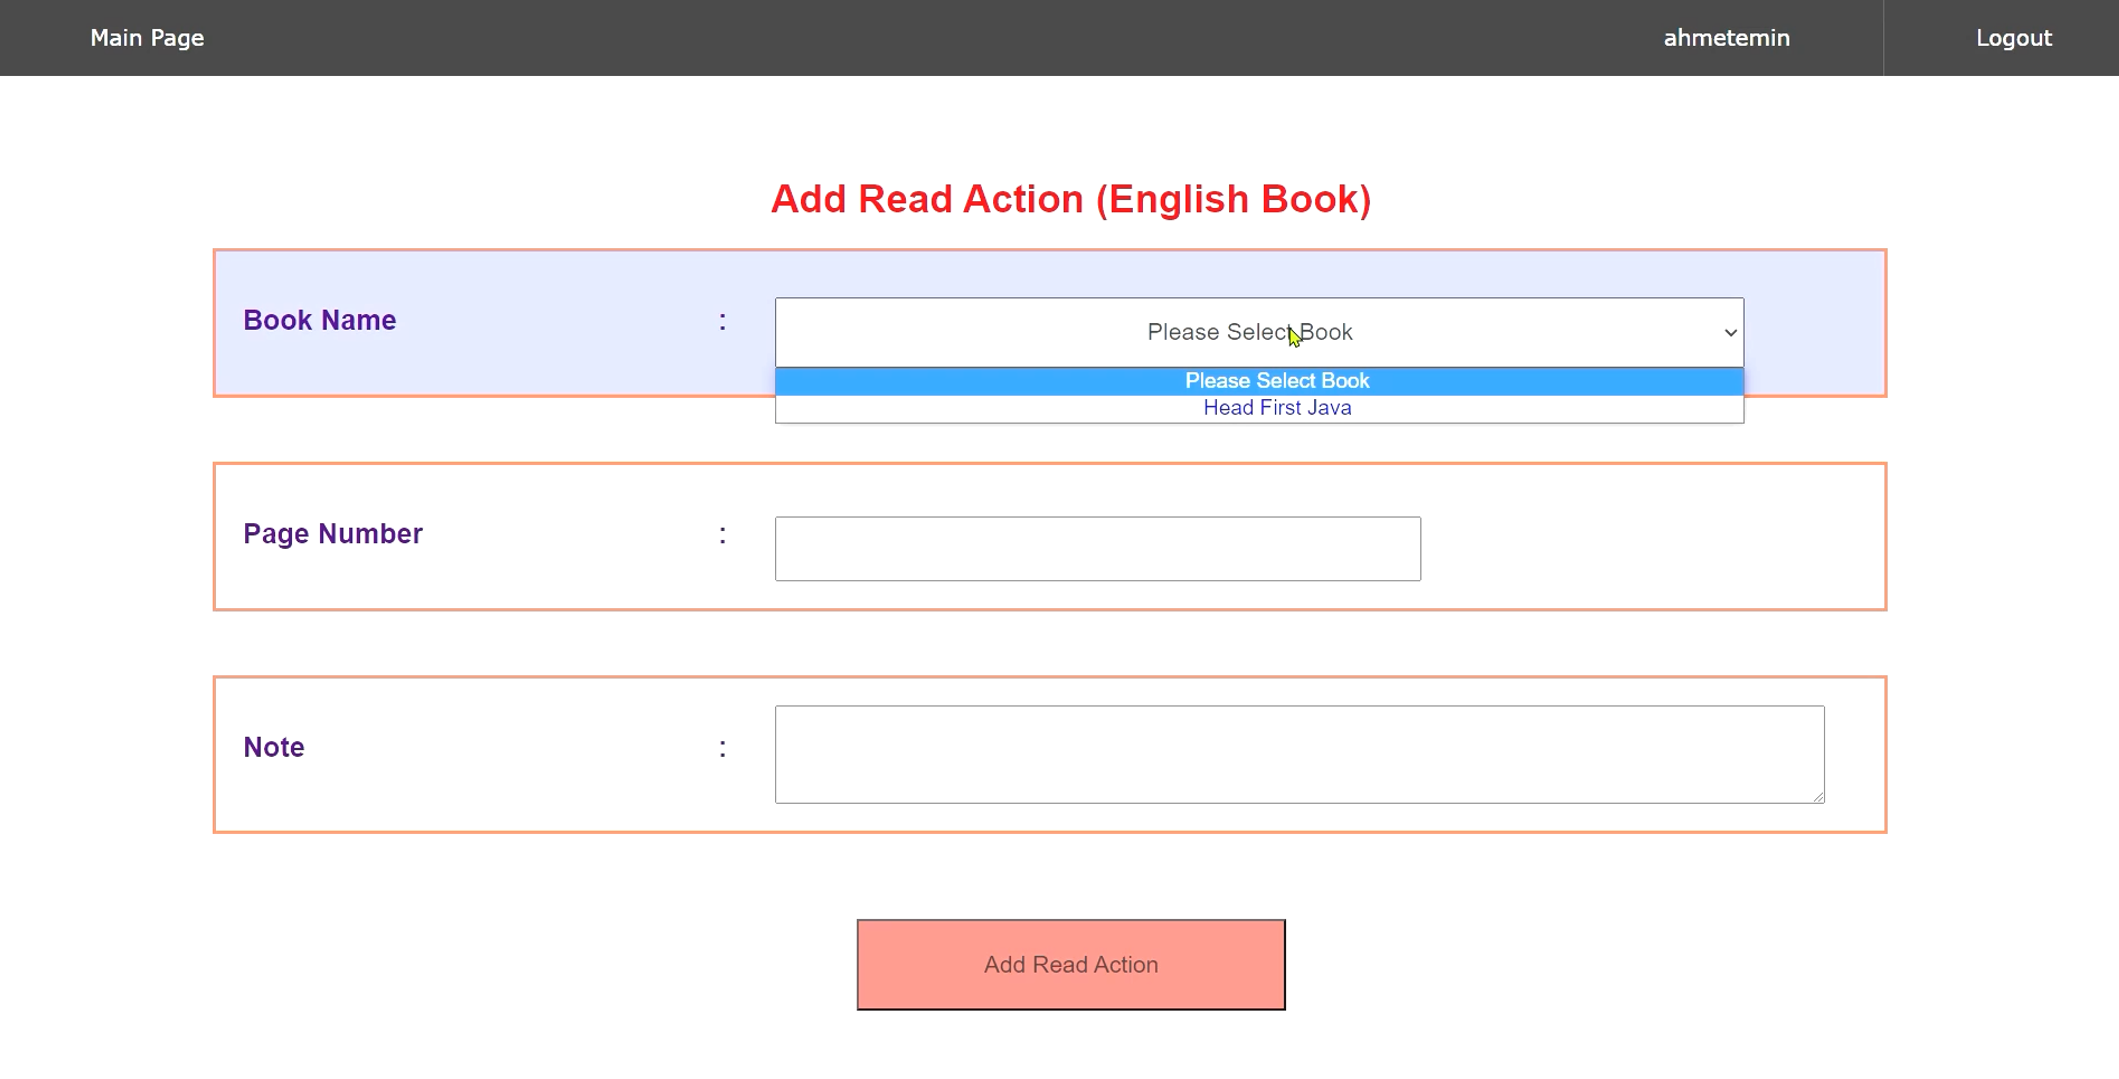 Main Page ahmetemin Logout
Add Read Action (English Book)
Book Name : Please Select Book
Please Select Book
Head First Java
Page Number :
Note :
Add Read Action